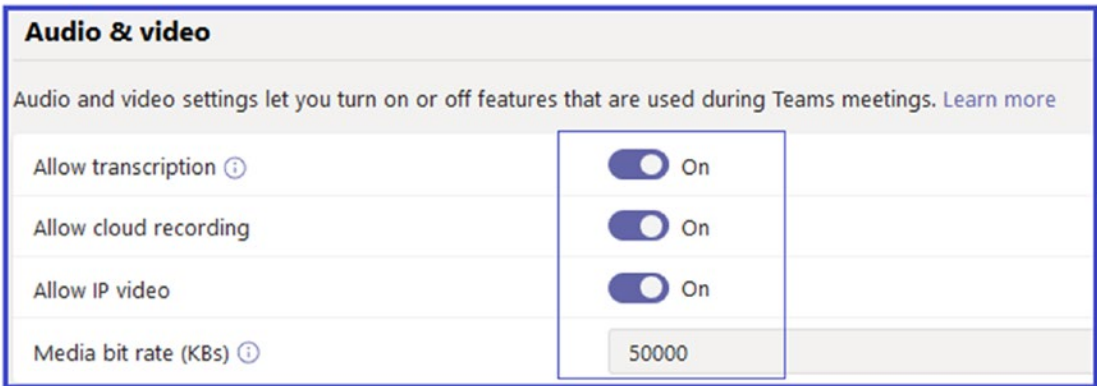 Audio & video
Audio and video settings let you turn on or off features that are used during Teams meetings. Learn more
Allow transcription On
Allow cloud recording On
Allow IP video On
Media bit rate (KBs) 50000